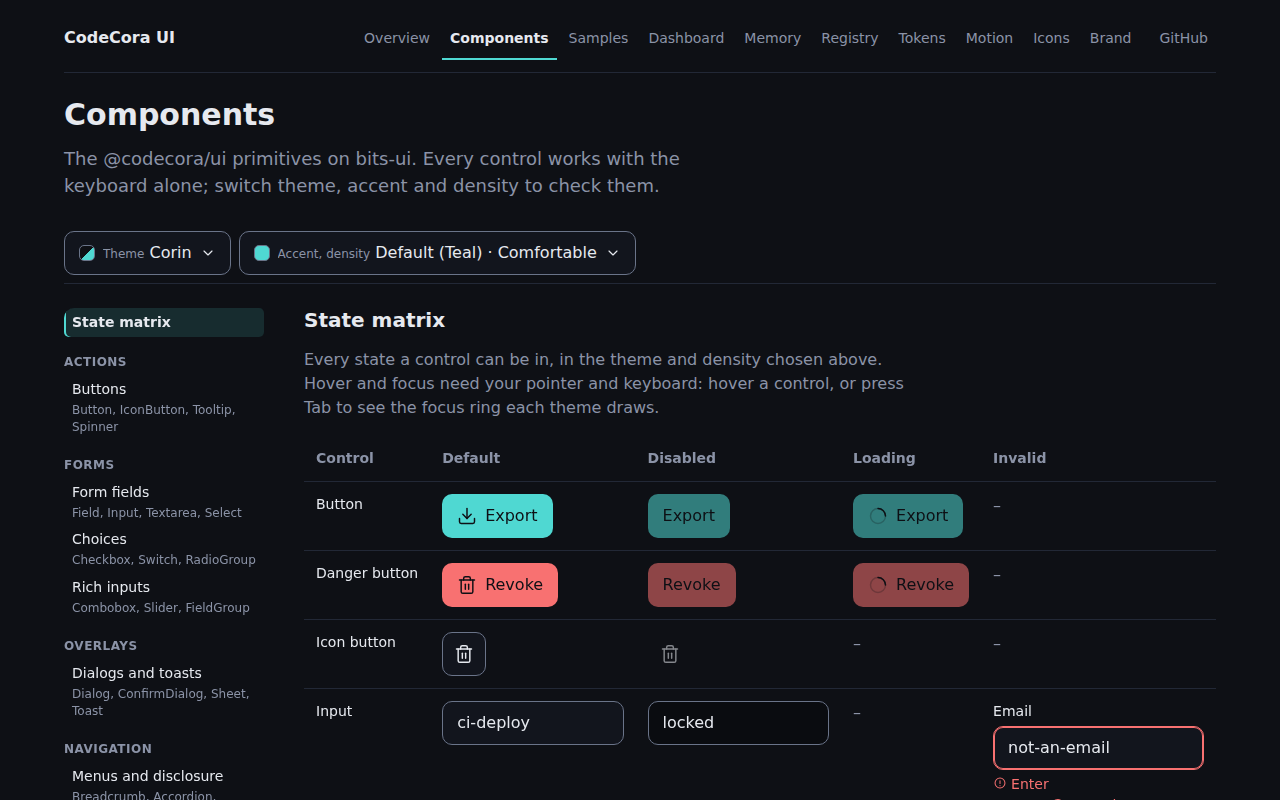 CodeCora UI
Overview Components Samples Dashboard Memory Registry Tokens Motion Icons Brand GitHub
Components
The @codecora/ui primitives on bits-ui. Every control works with the
keyboard alone; switch theme, accent and density to check them.
Theme Corin
Accent, density Default (Teal) · Comfortable
State matrix
ACTIONS
Buttons
Button, IconButton, Tooltip,
Spinner
FORMS
Form fields
Field, Input, Textarea, Select
Choices
Checkbox, Switch, RadioGroup
Rich inputs
Combobox, Slider, FieldGroup
OVERLAYS
Dialogs and toasts
Dialog, ConfirmDialog, Sheet,
Toast
NAVIGATION
Menus and disclosure
Breadcrumb, Accordion,
State matrix
Every state a control can be in, in the theme and density chosen above.
Hover and focus need your pointer and keyboard: hover a control, or press
Tab to see the focus ring each theme draws.
Control Default Disabled Loading Invalid
Button Export Export Export –
Danger button Revoke Revoke Revoke –
Icon button – –
Input ci-deploy locked – Email
not-an-email
Enter